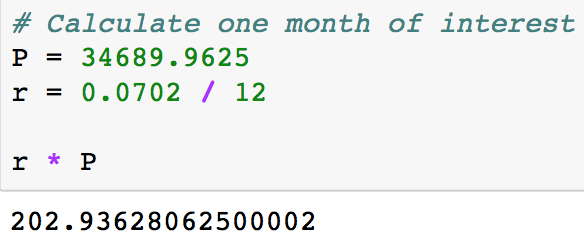 # Calculate one month of interest
P = 34689.9625
r = 0.0702 / 12
r * P
202.93628062500002